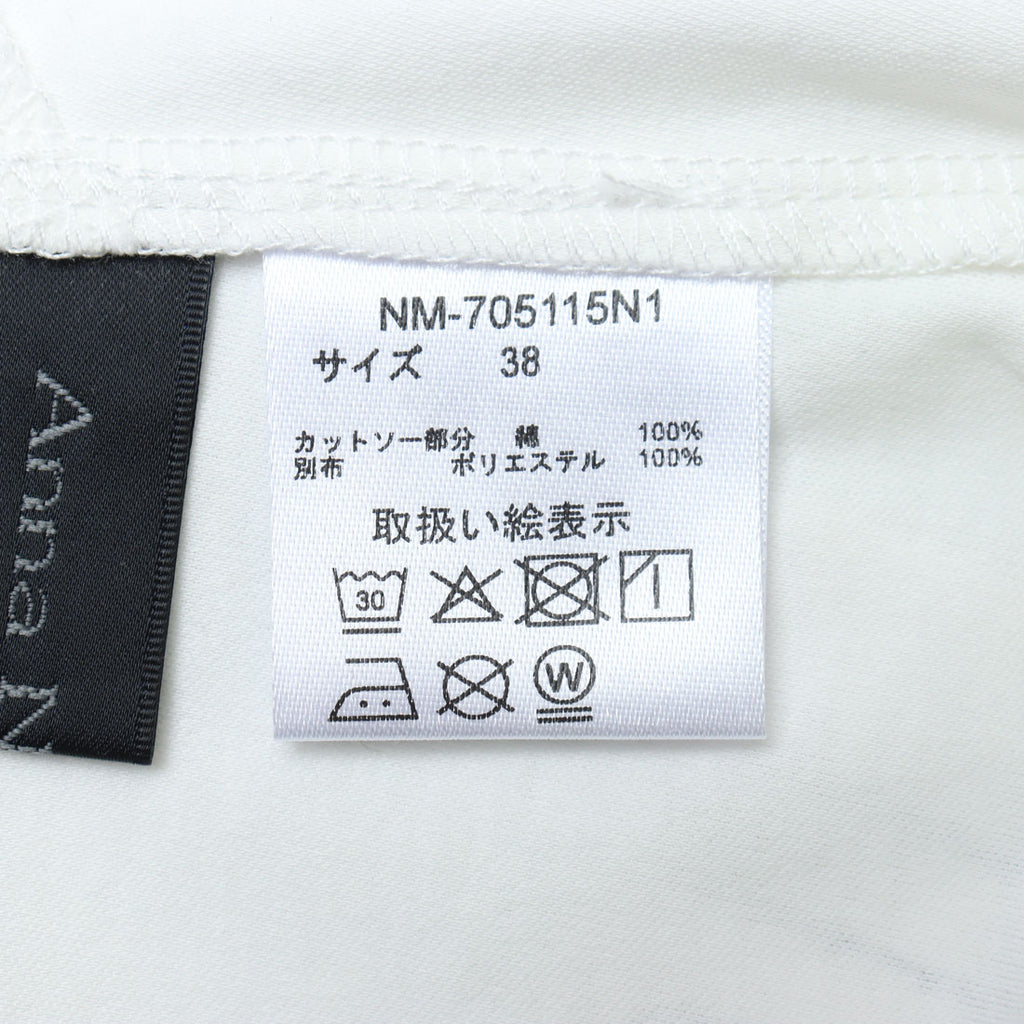 NM-705115N1
サイズ 38
カットソー部分 綿 100%
別布 ポリエステル 100%
取扱い絵表示
30
W
Anna N